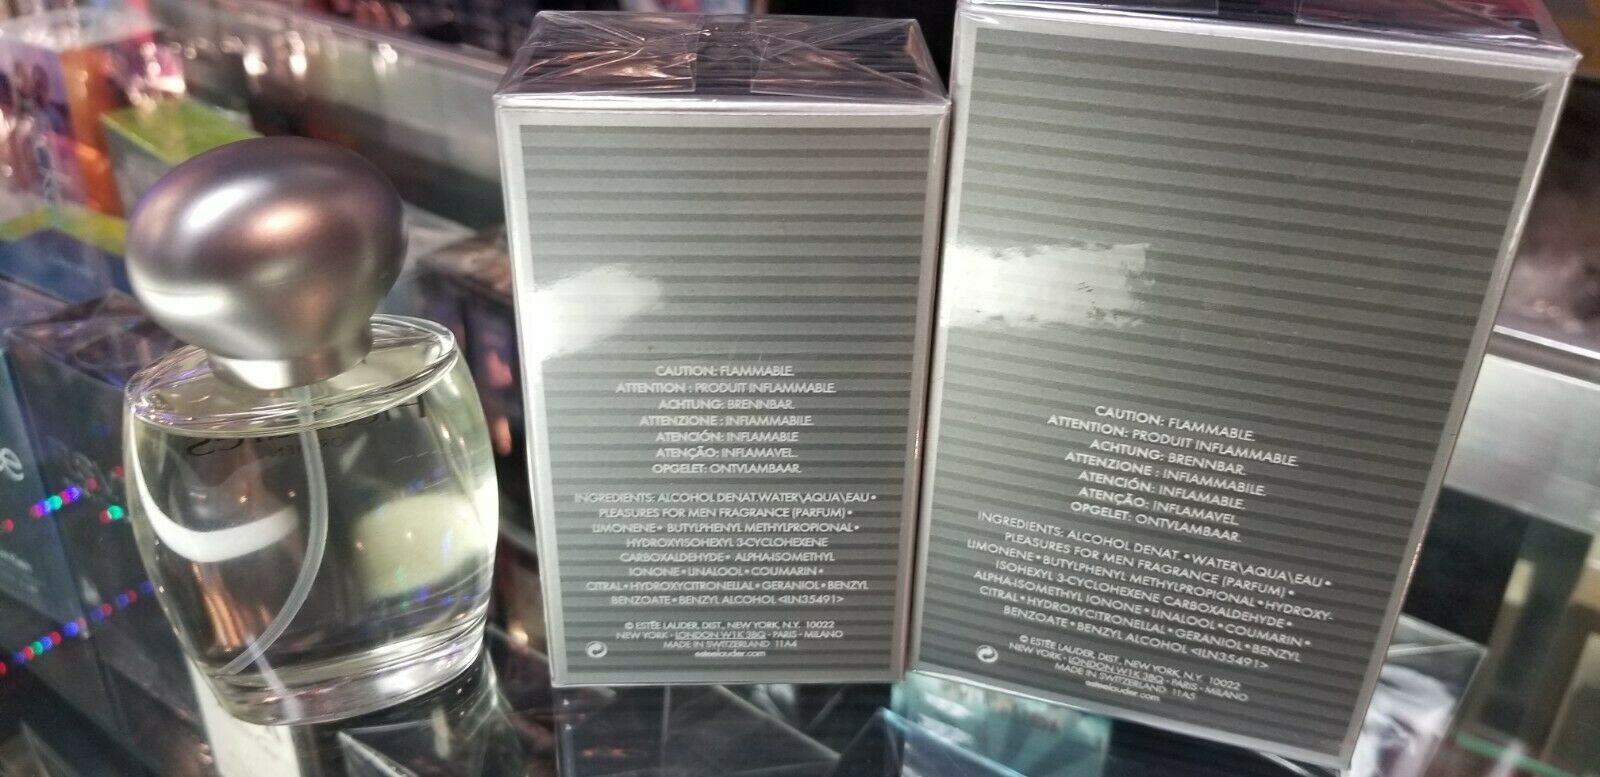 CAUTION: FLAMMABLE.
ATTENTION : PRODUIT INFLAMMABLE.
ACHTUNG: BRENNBAR.
ATTENZIONE : INFIAMMABILE.
ATENCIÓN: INFLAMABLE
ATENÇÃO: INFLAMAVEL.
OPGELET: ONTVLAMBAAR.
INGREDIENTS: ALCOHOL DENAT.WATER\AQUA\EAU •
PLEASURES FOR MEN FRAGRANCE (PARFUM) •
LIMONENE • BUTYLPHENYL METHYLPROPIONAL •
HYDROXYISOHEXYL 3-CYCLOHEXENE
CARBOXALDEHYDE • ALPHA-ISOMETHYL
IONONE • LINALOOL • COUMARIN •
CITRAL • HYDROXYCITRONELLAL • GERANIOL • BENZYL
BENZOATE • BENZYL ALCOHOL <ILN35491>
© ESTĒE LAUDER, DIST., NEW YORK, N.Y. 10022
NEW YORK - LONDON W1K 3BQ - PARIS - MILANO
MADE IN SWITZERLAND 11A4
esteelauder.com
CAUTION: FLAMMABLE.
ATTENTION: PRODUIT INFLAMMABLE.
ACHTUNG: BRENNBAR.
ATTENZIONE : INFIAMMABILE.
ATENCIÓN: INFLAMABLE.
ATENÇÃO: INFLAMAVEL.
OPGELET: ONTVLAMBAAR.
INGREDIENTS: ALCOHOL DENAT. • WATER\AQUA\EAU •
PLEASURES FOR MEN FRAGRANCE (PARFUM) •
LIMONENE • BUTYLPHENYL METHYLPROPIONAL • HYDROXY-
ISOHEXYL 3-CYCLOHEXENE CARBOXALDEHYDE •
ALPHA-ISOMETHYL IONONE • LINALOOL • COUMARIN •
CITRAL • HYDROXYCITRONELLAL • GERANIOL • BENZYL
BENZOATE • BENZYL ALCOHOL <ILN35491>
© ESTĒE LAUDER, DIST., NEW YORK, N.Y. 10022
NEW YORK - LONDON W1K 3BQ - PARIS - MILANO
MADE IN SWITZERLAND 11A5
esteelauder.com